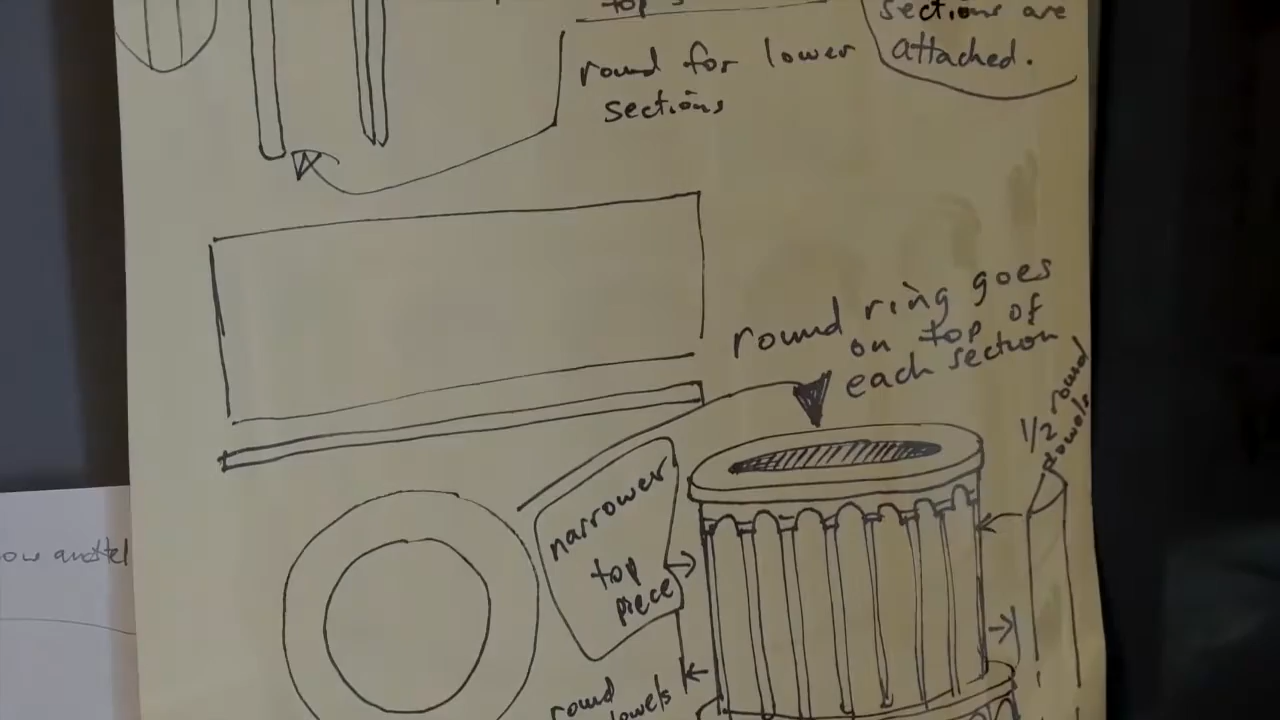 top
sections are
attached.
round for lower
sections
round ring goes
on top of
each section
1/2 round
dowels
narrower
top
piece
round